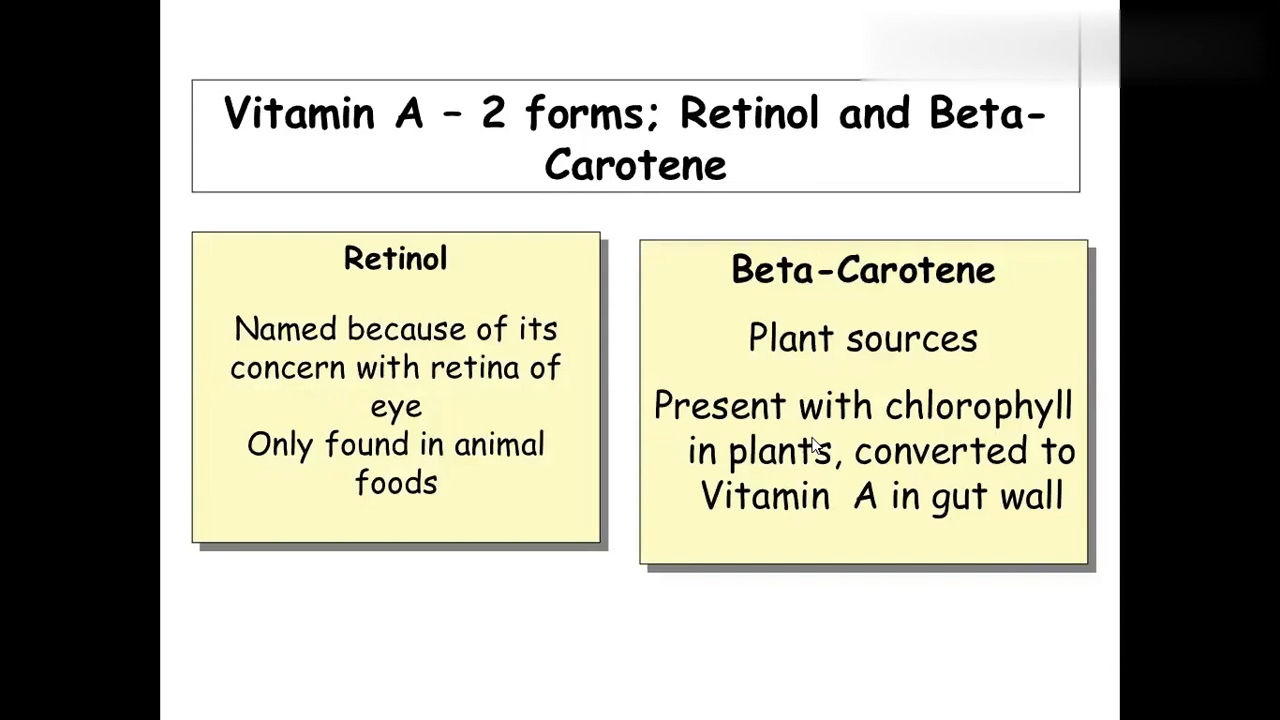 Vitamin A – 2 forms; Retinol and Beta-
Carotene
Retinol
Named because of its
concern with retina of
eye
Only found in animal
foods
Beta-Carotene
Plant sources
Present with chlorophyll
in plants, converted to
Vitamin A in gut wall